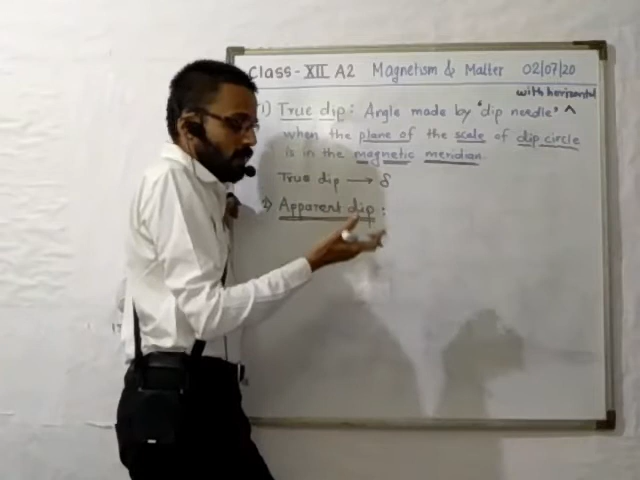 Class - XII A2 Magnetism & Matter 02/07/20
with horizontal
1) True dip: Angle made by 'dip needle' ^
when the plane of the scale of dip circle
is in the magnetic meridian.
True dip → δ
2) Apparent dip :